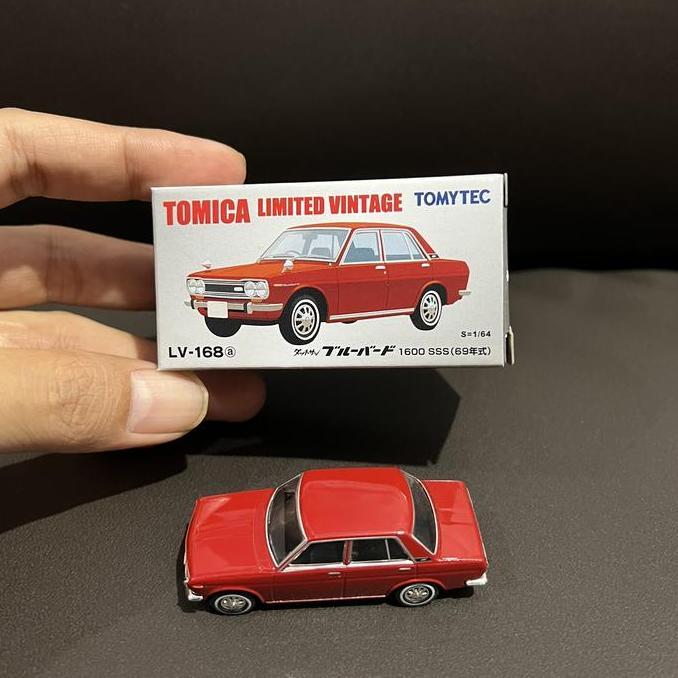 TOMICA LIMITED VINTAGE TOMYTEC
S=1/64
LV-168ⓐ ダットサン ブルーバード 1600 SSS(69年式)